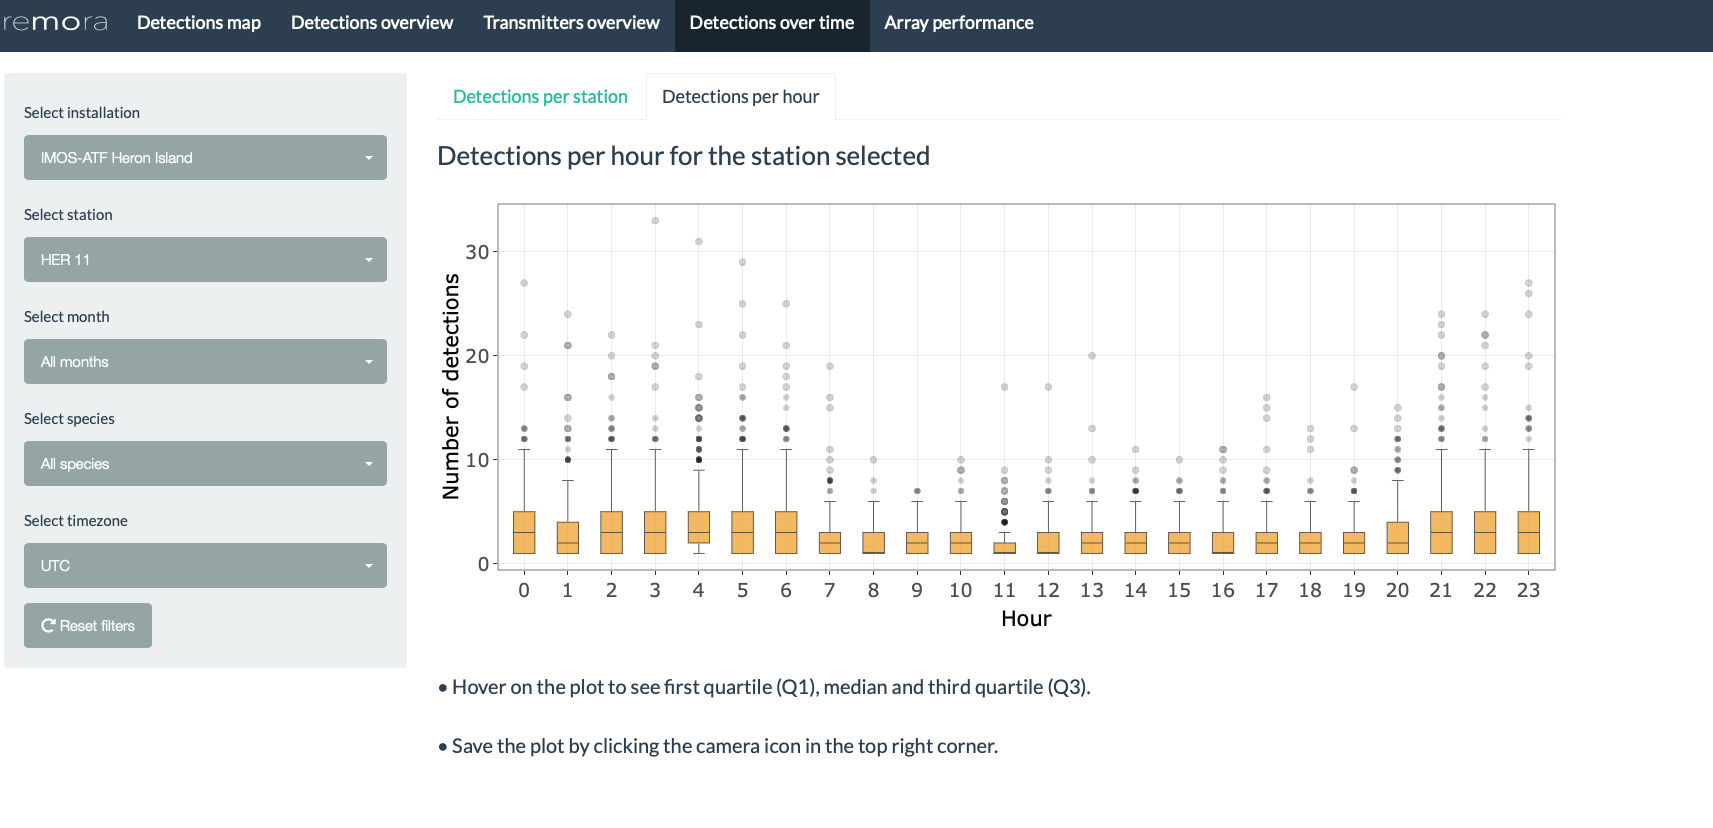 remora Detections map Detections overview Transmitters overview Detections over time Array performance
Select installation
IMOS-ATF Heron Island
Select station
HER 11
Select month
All months
Select species
All species
Select timezone
UTC
Reset filters
Detections per station Detections per hour
Detections per hour for the station selected
Number of detections
30
20
10
0
0 1 2 3 4 5 6 7 8 9 10 11 12 13 14 15 16 17 18 19 20 21 22 23
Hour
• Hover on the plot to see first quartile (Q1), median and third quartile (Q3).
• Save the plot by clicking the camera icon in the top right corner.